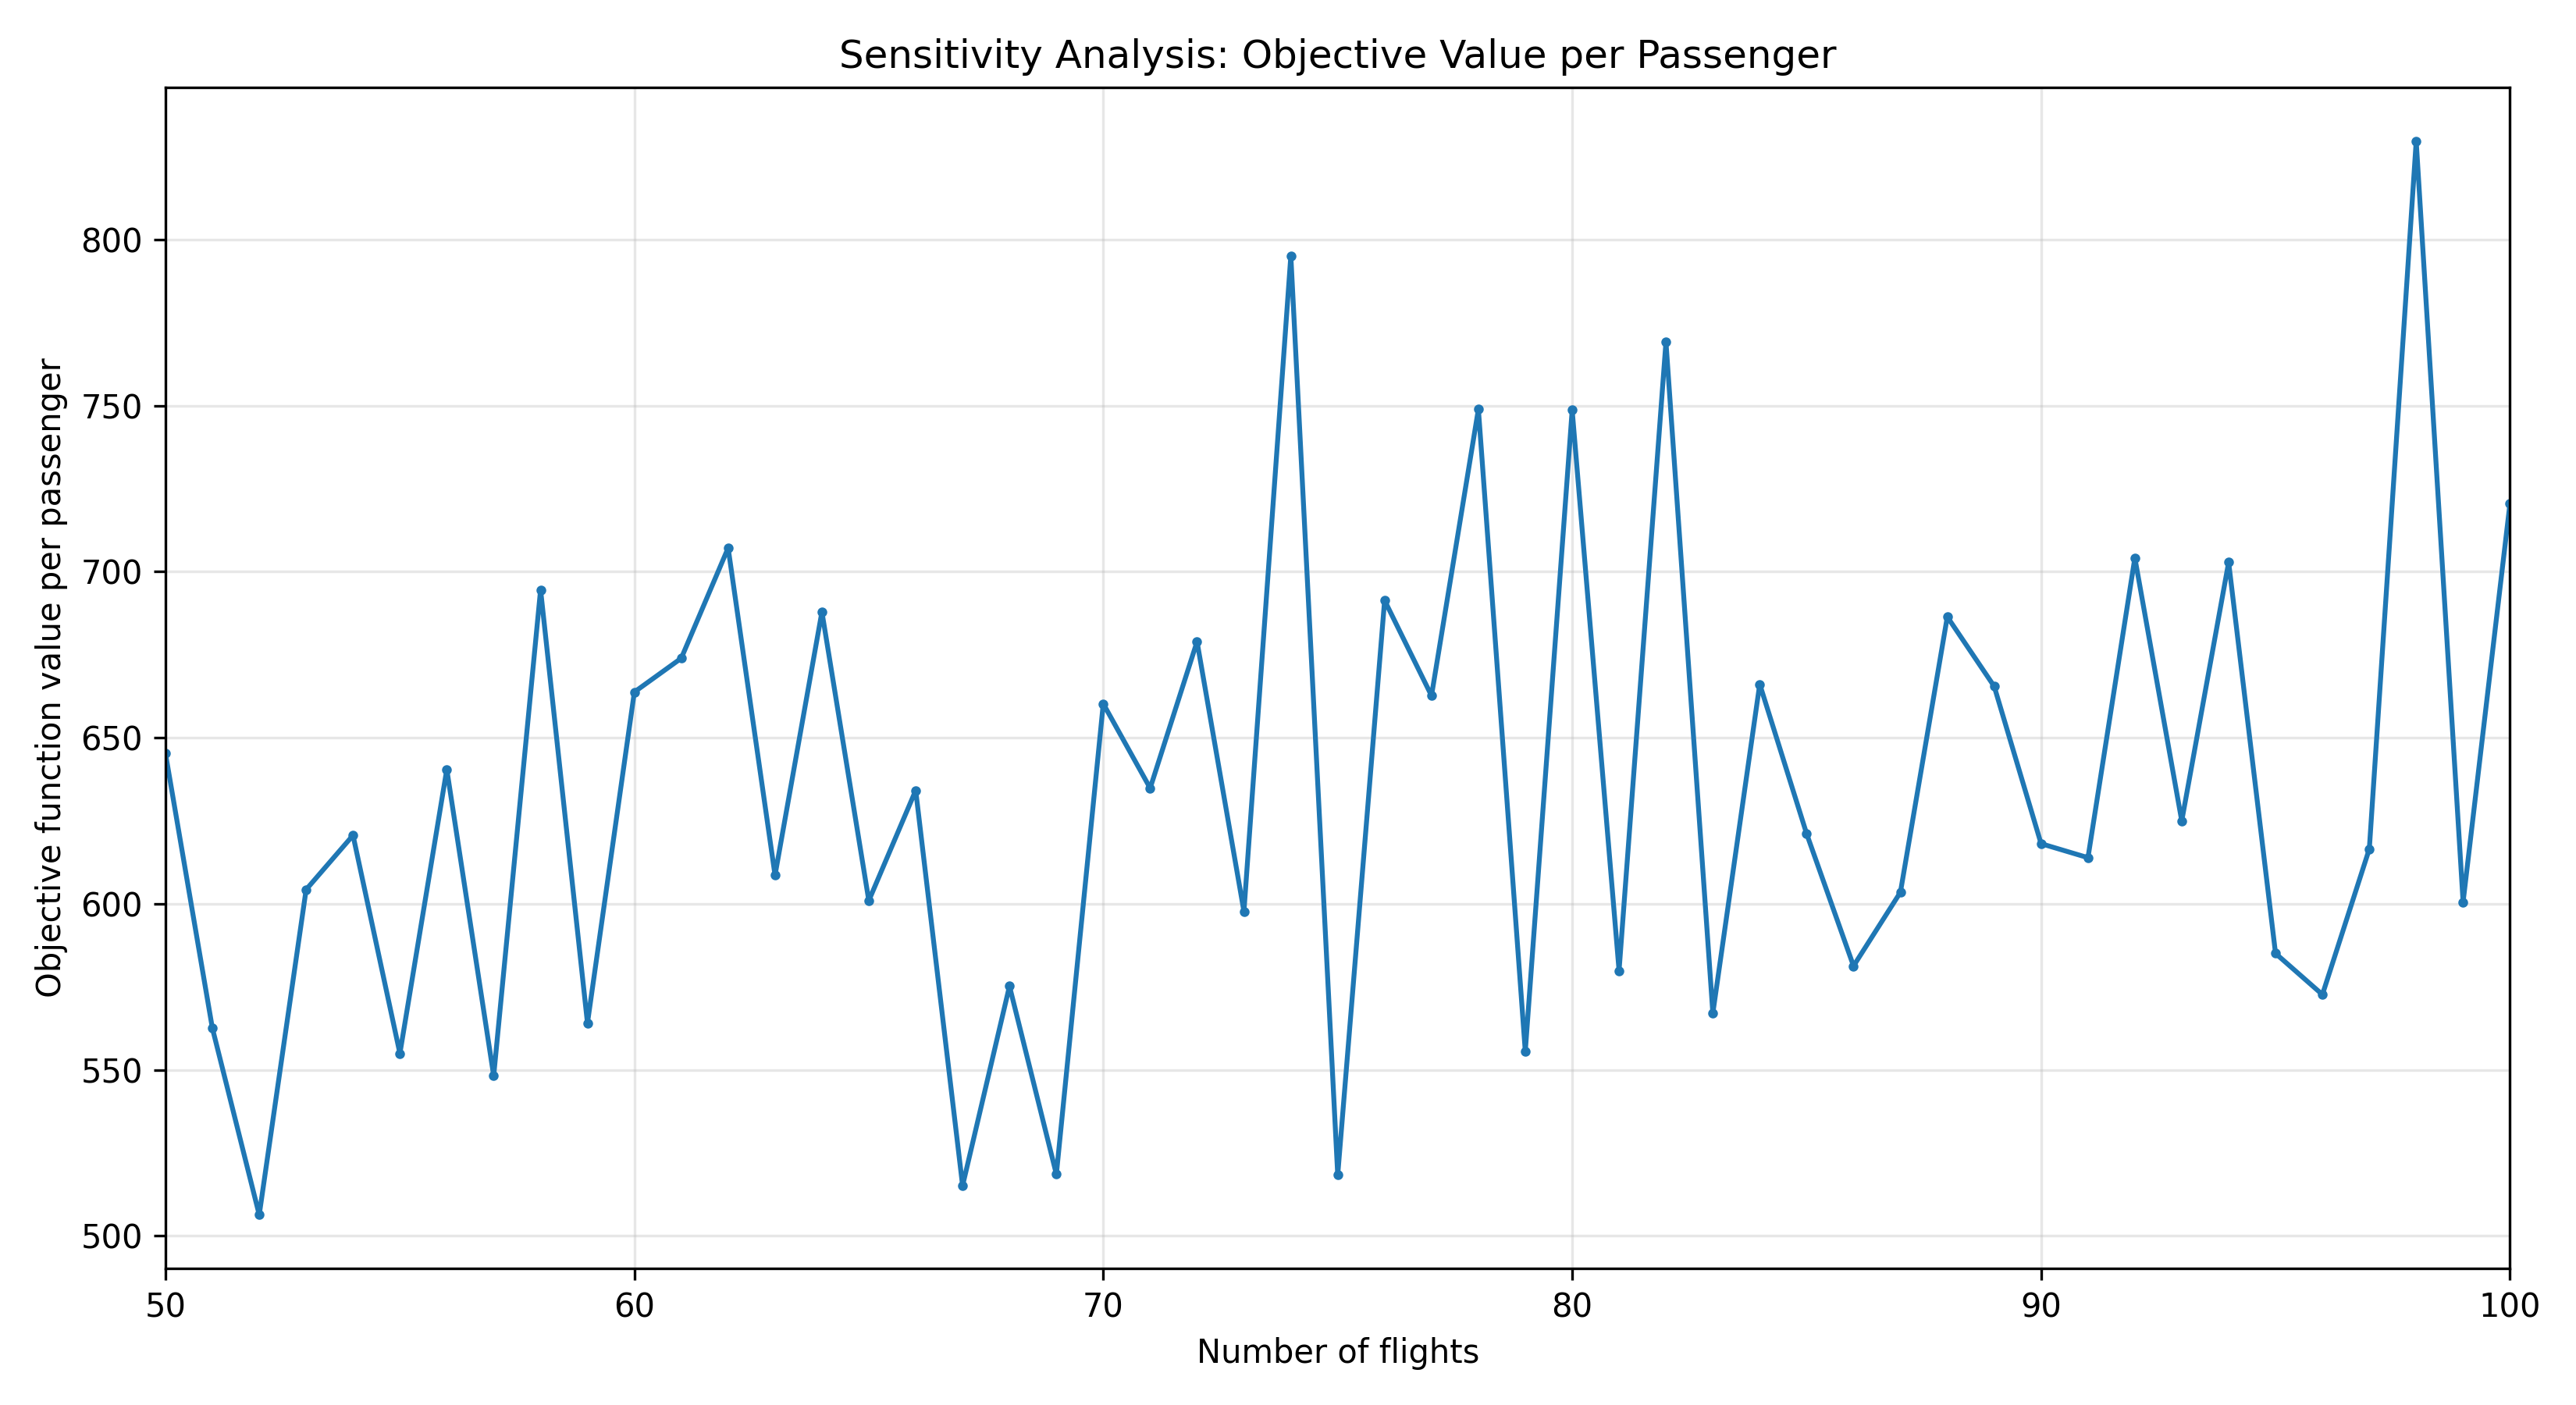 Sensitivity Analysis: Objective Value per Passenger
Objective function value per passenger
800
750
700
650
600
550
500
50 60 70 80 90 100
Number of flights